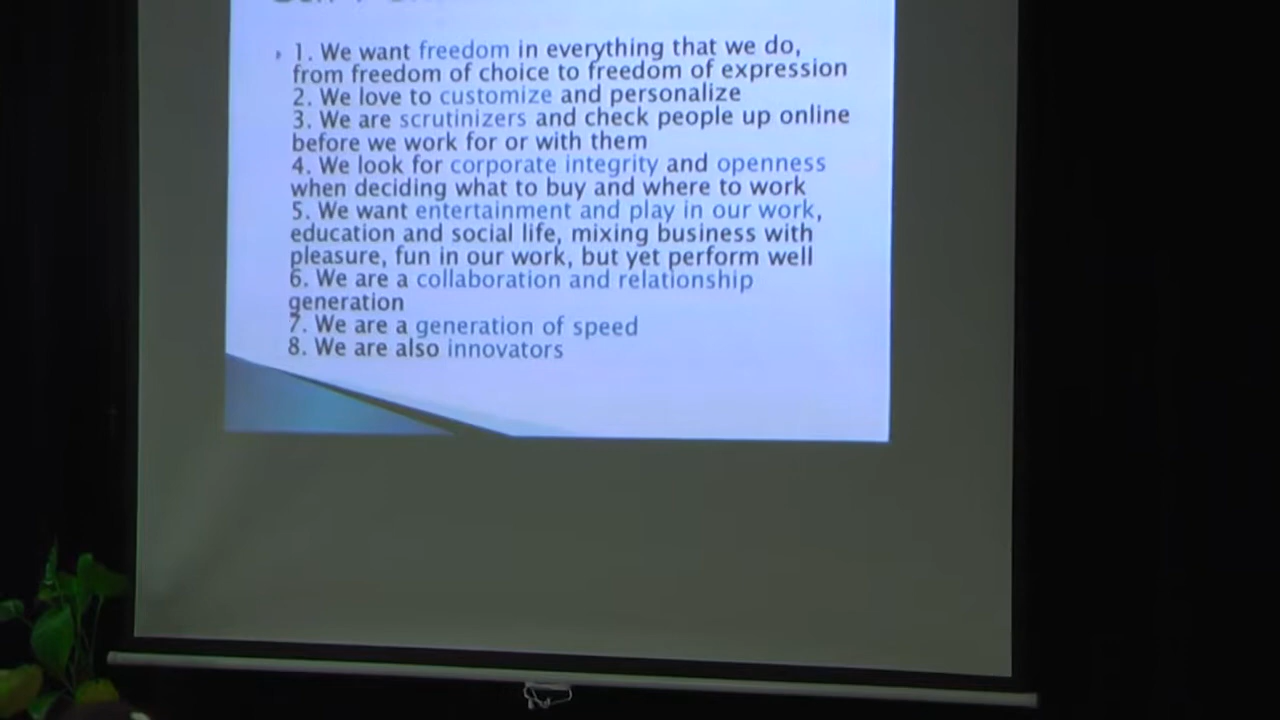 1. We want freedom in everything that we do,
from freedom of choice to freedom of expression
2. We love to customize and personalize
3. We are scrutinizers and check people up online
before we work for or with them
4. We look for corporate integrity and openness
when deciding what to buy and where to work
5. We want entertainment and play in our work,
education and social life, mixing business with
pleasure, fun in our work, but yet perform well
6. We are a collaboration and relationship
generation
7. We are a generation of speed
8. We are also innovators